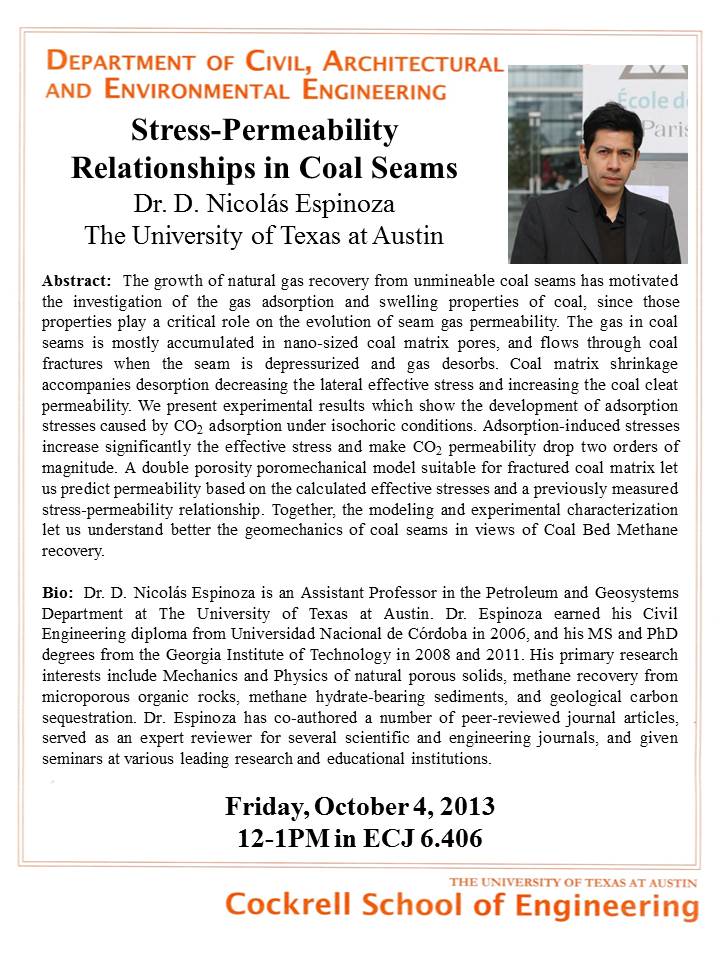 DEPARTMENT OF CIVIL, ARCHITECTURAL
AND ENVIRONMENTAL ENGINEERING
École de
Paris
Stress-Permeability
Relationships in Coal Seams
Dr. D. Nicolás Espinoza
The University of Texas at Austin
Abstract: The growth of natural gas recovery from unmineable coal seams has motivated
the investigation of the gas adsorption and swelling properties of coal, since those
properties play a critical role on the evolution of seam gas permeability. The gas in coal
seams is mostly accumulated in nano-sized coal matrix pores, and flows through coal
fractures when the seam is depressurized and gas desorbs. Coal matrix shrinkage
accompanies desorption decreasing the lateral effective stress and increasing the coal cleat
permeability. We present experimental results which show the development of adsorption
stresses caused by CO₂ adsorption under isochoric conditions. Adsorption-induced stresses
increase significantly the effective stress and make CO₂ permeability drop two orders of
magnitude. A double porosity poromechanical model suitable for fractured coal matrix let
us predict permeability based on the calculated effective stresses and a previously measured
stress-permeability relationship. Together, the modeling and experimental characterization
let us understand better the geomechanics of coal seams in views of Coal Bed Methane
recovery.
Bio: Dr. D. Nicolás Espinoza is an Assistant Professor in the Petroleum and Geosystems
Department at The University of Texas at Austin. Dr. Espinoza earned his Civil
Engineering diploma from Universidad Nacional de Córdoba in 2006, and his MS and PhD
degrees from the Georgia Institute of Technology in 2008 and 2011. His primary research
interests include Mechanics and Physics of natural porous solids, methane recovery from
microporous organic rocks, methane hydrate-bearing sediments, and geological carbon
sequestration. Dr. Espinoza has co-authored a number of peer-reviewed journal articles,
served as an expert reviewer for several scientific and engineering journals, and given
seminars at various leading research and educational institutions.
Friday, October 4, 2013
12-1PM in ECJ 6.406
THE UNIVERSITY OF TEXAS AT AUSTIN
Cockrell School of Engineering